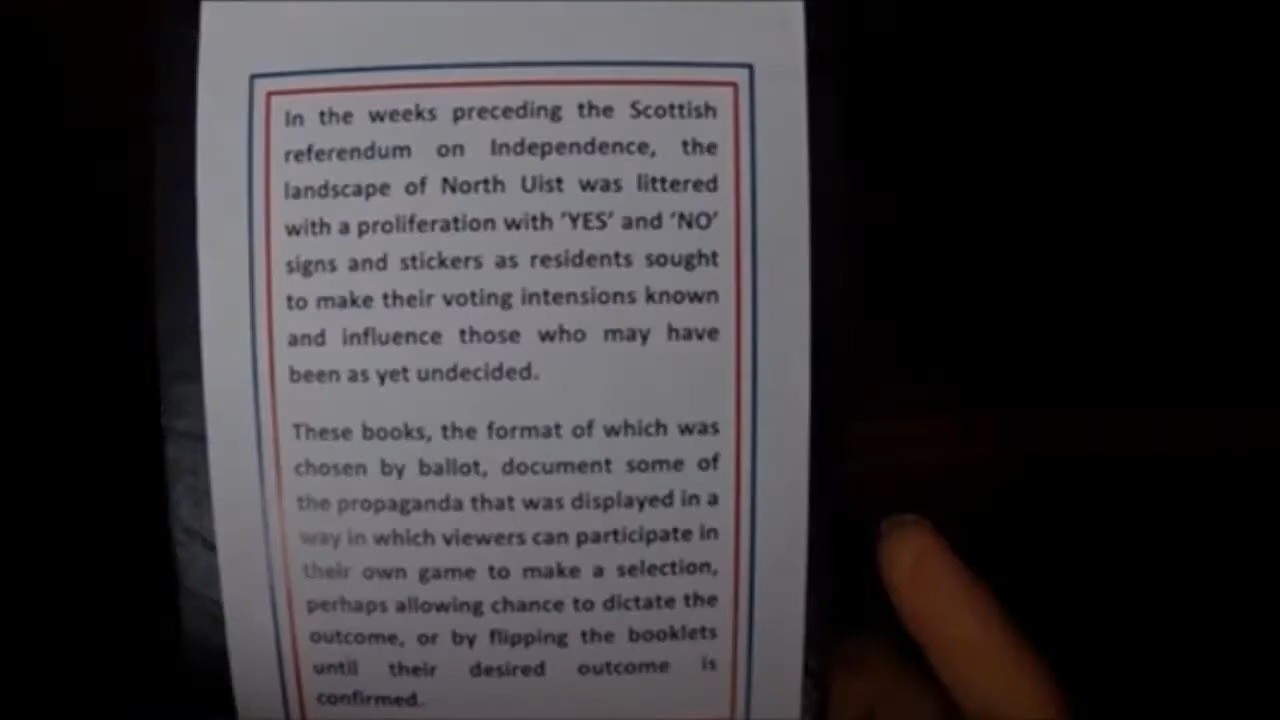 In the weeks preceding the Scottish
referendum on Independence, the
landscape of North Uist was littered
with a proliferation with 'YES' and 'NO'
signs and stickers as residents sought
to make their voting intensions known
and influence those who may have
been as yet undecided.
These books, the format of which was
chosen by ballot, document some of
the propaganda that was displayed in a
way in which viewers can participate in
their own game to make a selection,
perhaps allowing chance to dictate the
outcome, or by flipping the booklets
until their desired outcome is
confirmed.